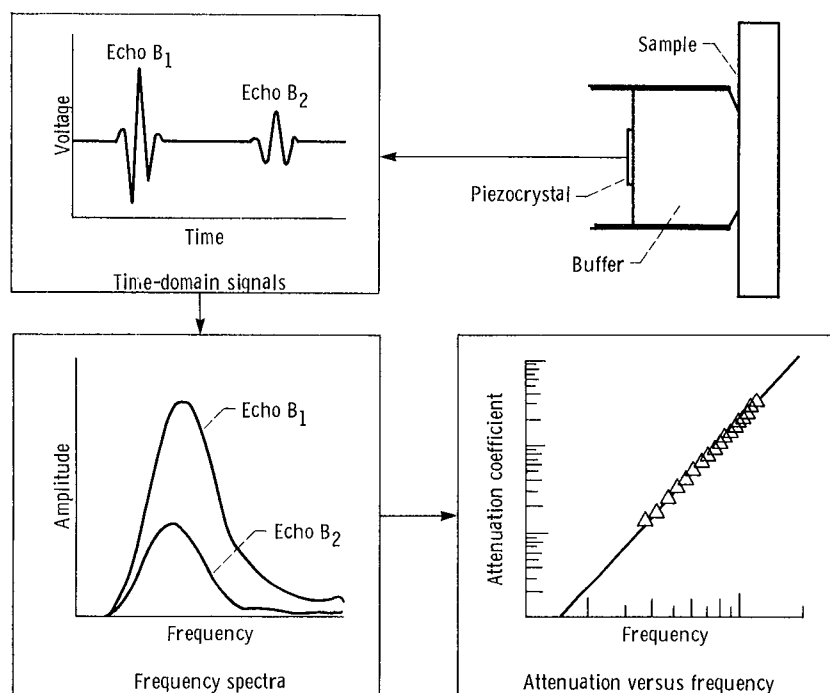 Echo B1
Echo B2
Voltage
Time
Time-domain signals
Sample
Piezocrystal
Buffer
Echo B1
Echo B2
Amplitude
Frequency
Frequency spectra
Attenuation coefficient
Frequency
Attenuation versus frequency